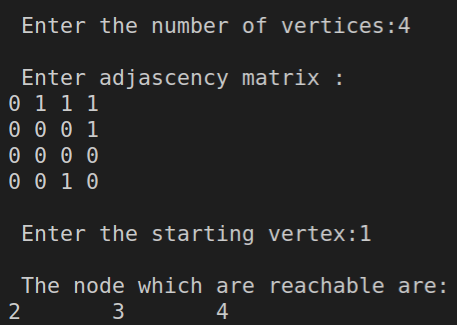 Enter the number of vertices:4
Enter adjascency matrix :
0 1 1 1
0 0 0 1
0 0 0 0
0 0 1 0
Enter the starting vertex:1
The node which are reachable are:
2 3 4